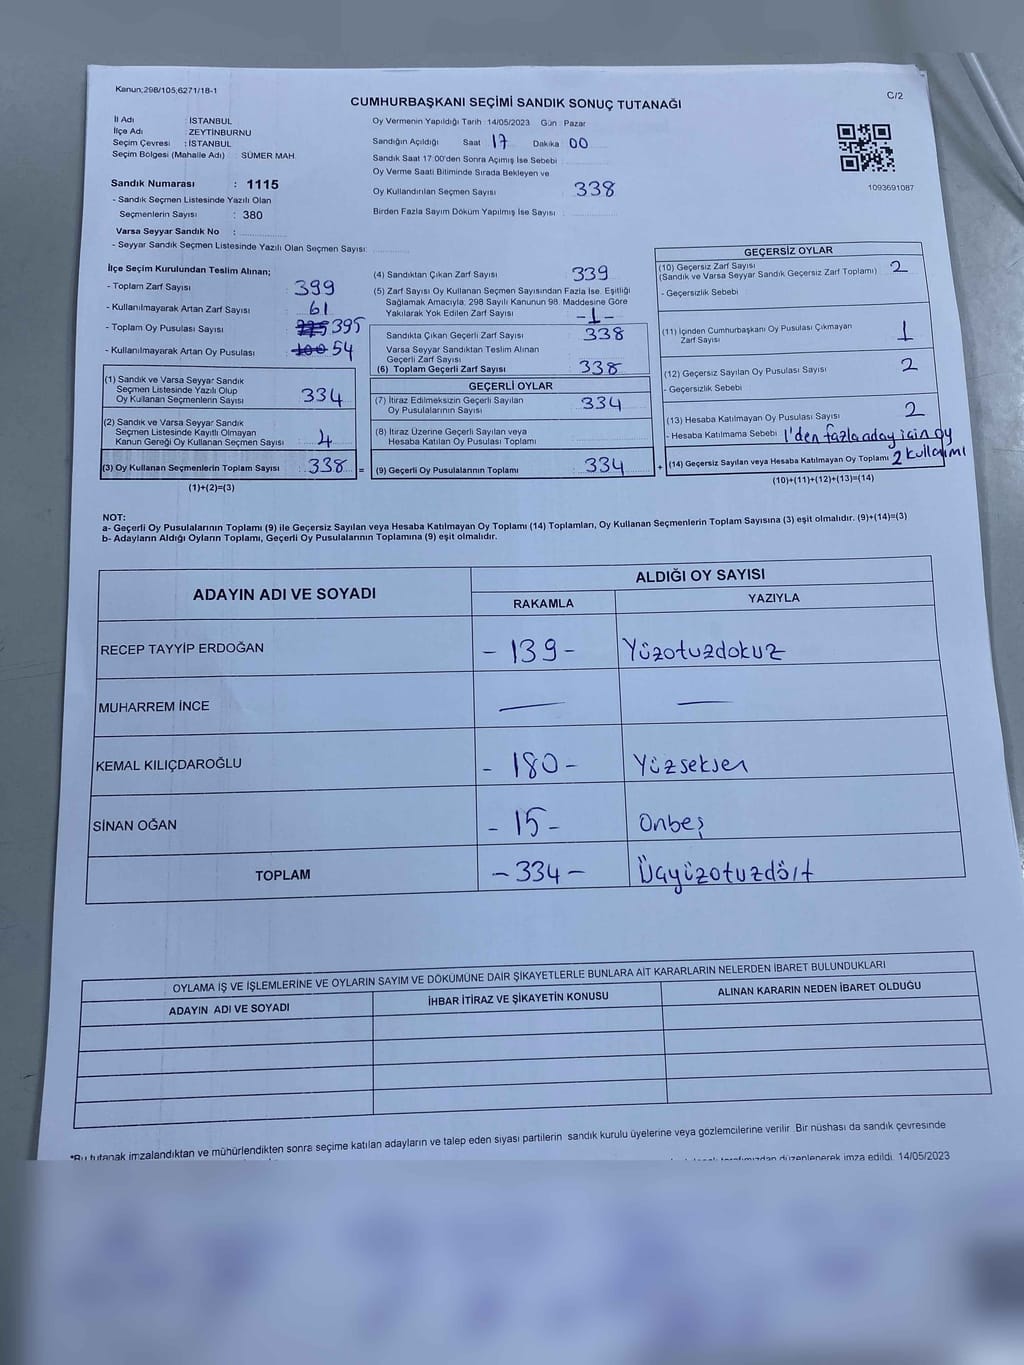 Kanun;298/105,6271/18-1
CUMHURBAŞKANI SEÇİMİ SANDIK SONUÇ TUTANAĞI
C/2
İl Adı : İSTANBUL
İlçe Adı : ZEYTİNBURNU
Seçim Çevresi : İSTANBUL
Seçim Bölgesi (Mahalle Adı) SÜMER MAH.
Sandık Numarası : 1115
- Sandık Seçmen Listesinde Yazılı Olan
Seçmenlerin Sayısı : 380
Varsa Seyyar Sandık No :
- Seyyar Sandık Seçmen Listesinde Yazılı Olan Seçmen Sayısı:
Oy Vermenin Yapıldığı Tarih : 14/05/2023 Gün : Pazar
Sandığın Açıldığı Saat 17 Dakika 00
Sandık Saat 17:00'den Sonra Açımış İse Sebebi :
Oy Verme Saati Bitiminde Sırada Bekleyen ve
Oy Kullandırılan Seçmen Sayısı : 338
Birden Fazla Sayım Döküm Yapılmış İse Sayısı :
1093691087
İlçe Seçim Kurulundan Teslim Alınan;
- Toplam Zarf Sayısı : 399
- Kullanılmayarak Artan Zarf Sayısı : 61
- Toplam Oy Pusulası Sayısı : 395
- Kullanılmayarak Artan Oy Pusulası : 54
(1) Sandık ve Varsa Seyyar Sandık
Seçmen Listesinde Yazılı Olup
Oy Kullanan Seçmenlerin Sayısı : 334
(2) Sandık ve Varsa Seyyar Sandık
Seçmen Listesinde Kayıtlı Olmayan
Kanun Gereği Oy Kullanan Seçmen Sayısı : 4
(3) Oy Kullanan Seçmenlerin Toplam Sayısı : 338 =
(1)+(2)=(3)
(4) Sandıktan Çıkan Zarf Sayısı : 339
(5) Zarf Sayısı Oy Kullanan Seçmen Sayısından Fazla İse, Eşitliği
Sağlamak Amacıyla, 298 Sayılı Kanunun 98. Maddesine Göre
Yakılarak Yok Edilen Zarf Sayısı : -1-
Sandıkta Çıkan Geçerli Zarf Sayısı : 338
Varsa Seyyar Sandıktan Teslim Alınan
Geçerli Zarf Sayısı :
(6) Toplam Geçerli Zarf Sayısı : 338
GEÇERLİ OYLAR
(7) İtiraz Edilmeksizin Geçerli Sayılan
Oy Pusulalarının Sayısı : 334
(8) İtiraz Üzerine Geçerli Sayılan veya
Hesaba Katılan Oy Pusulası Toplamı :
(9) Geçerli Oy Pusulalarının Toplamı : 334 +
GEÇERSİZ OYLAR
(10) Geçersiz Zarf Sayısı
(Sandık ve Varsa Seyyar Sandık Geçersiz Zarf Toplamı) : 2
- Geçersizlik Sebebi :
(11) İçinden Cumhurbaşkanı Oy Pusulası Çıkmayan
Zarf Sayısı : 1
(12) Geçersiz Sayılan Oy Pusulası Sayısı : 2
- Geçersizlik Sebebi :
(13) Hesaba Katılmayan Oy Pusulası Sayısı : 2
- Hesaba Katılmama Sebebi : 1'den fazla aday için oy
(14) Geçersiz Sayılan veya Hesaba Katılmayan Oy Toplamı : 2 kullanımı
(10)+(11)+(12)+(13)=(14)
NOT:
a- Geçerli Oy Pusulalarının Toplamı (9) ile Geçersiz Sayılan veya Hesaba Katılmayan Oy Toplamı (14) Toplamları, Oy Kullanan Seçmenlerin Toplam Sayısına (3) eşit olmalıdır. (9)+(14)=(3)
b- Adayların Aldığı Oyların Toplamı, Geçerli Oy Pusulalarının Toplamına (9) eşit olmalıdır.
ADAYIN ADI VE SOYADI ALDIĞI OY SAYISI
RAKAMLA YAZIYLA
RECEP TAYYİP ERDOĞAN - 139 - Yüzotuzdokuz
MUHARREM İNCE — —
KEMAL KILIÇDAROĞLU - 180 - Yüzseksen
SİNAN OĞAN - 15 - Onbeş
TOPLAM - 334 - Üçyüzotuzdört
OYLAMA İŞ VE İŞLEMLERİNE VE OYLARIN SAYIM VE DÖKÜMÜNE DAİR ŞİKAYETLERLE BUNLARA AİT KARARLARIN NELERDEN İBARET BULUNDUKLARI
ADAYIN ADI VE SOYADI İHBAR İTİRAZ VE ŞİKAYETİN KONUSU ALINAN KARARIN NEDEN İBARET OLDUĞU
*Bu tutanak imzalandıktan ve mühürlendikten sonra seçime katılan adayların ve talep eden siyasi partilerin sandık kurulu üyelerine veya gözlemcilerine verilir. Bir nüshası da sandık çevresinde
tarafımızdan düzenlenerek imza edildi. 14/05/2023